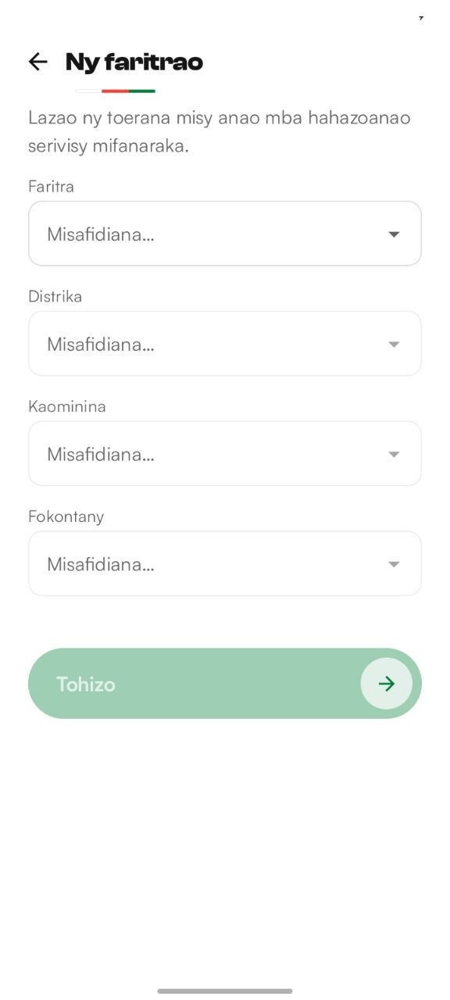 Ny faritrao
Lazao ny toerana misy anao mba hahazoanao
serivisy mifanaraka.
Faritra
Misafidiana...
Distrika
Misafidiana...
Kaominina
Misafidiana...
Fokontany
Misafidiana...
Tohizo